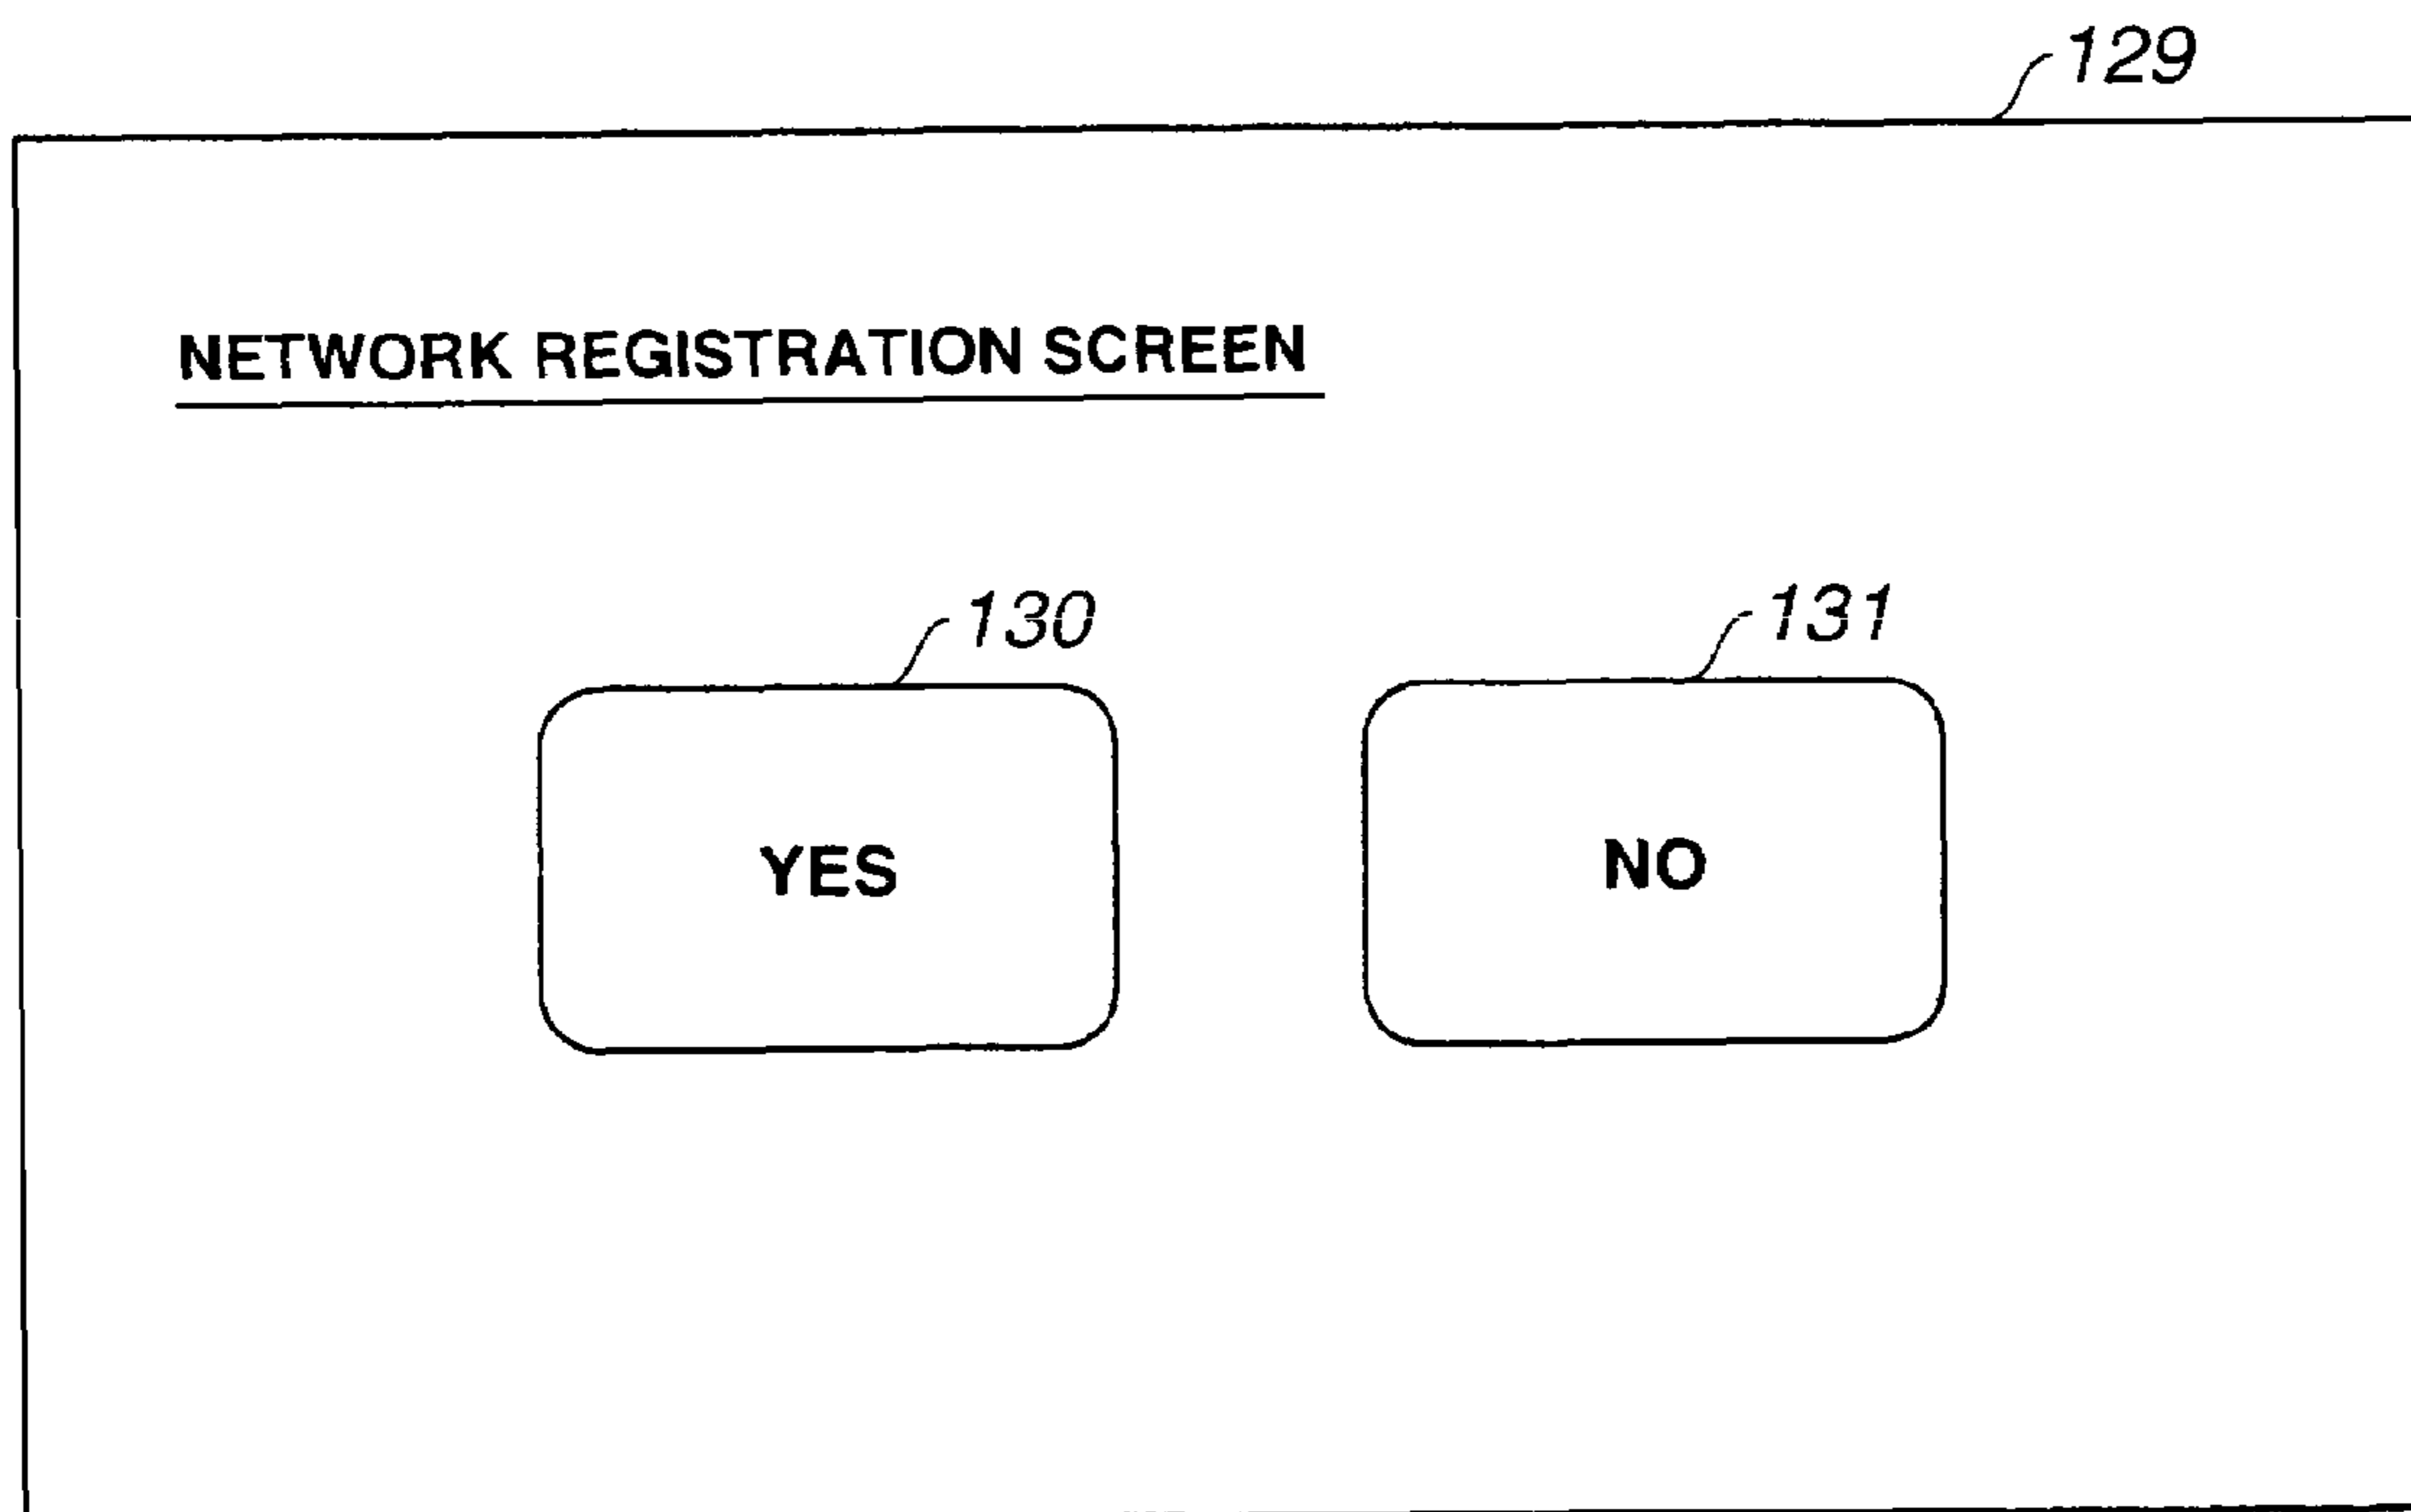 129
NETWORK REGISTRATION SCREEN
130
131
YES
NO